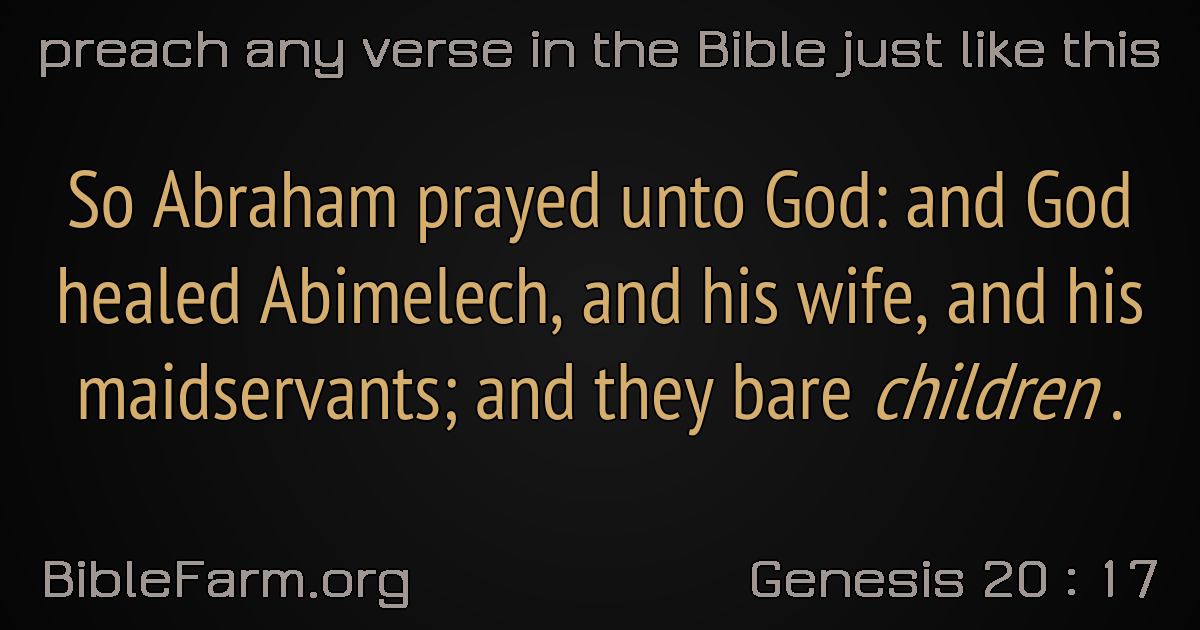 preach any verse in the Bible just like this
So Abraham prayed unto God: and God
healed Abimelech, and his wife, and his
maidservants; and they bare children .
BibleFarm.org
Genesis 20 : 17